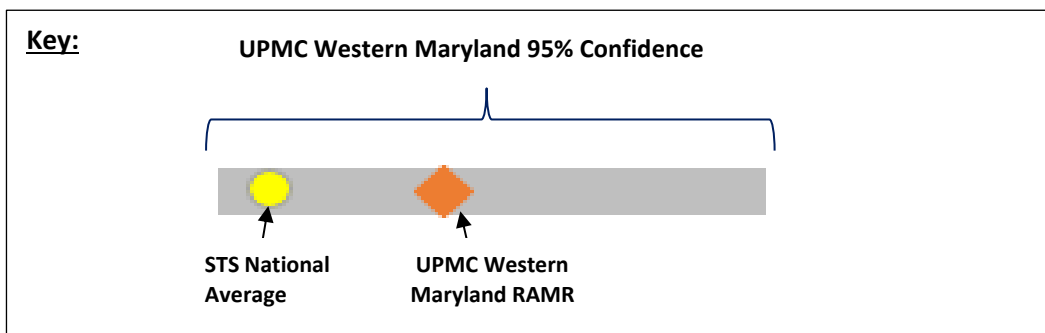 Key:
UPMC Western Maryland 95% Confidence
STS National
Average
UPMC Western
Maryland RAMR